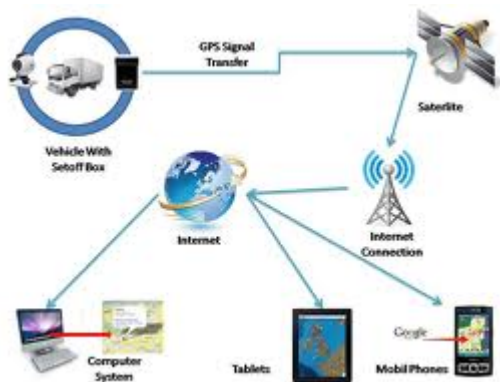 GPS Signal
Transfer
Saterlite
Vehicle With
Setoff Box
Internet
Internet
Connection
Computer
System
Tablets
Google
Mobil Phones